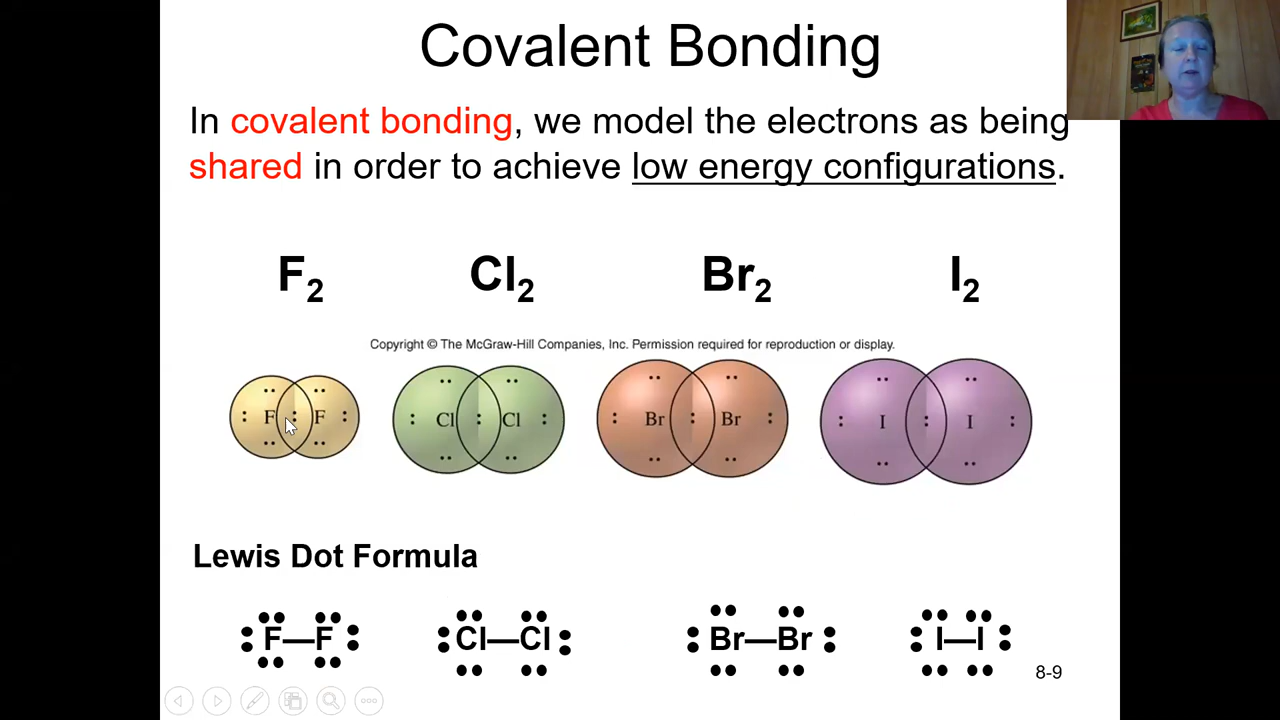 Covalent Bonding
In covalent bonding, we model the electrons as being
shared in order to achieve low energy configurations.
F₂ Cl₂ Br₂ I₂
Copyright © The McGraw-Hill Companies, Inc. Permission required for reproduction or display.
F F Cl Cl Br Br I I
Lewis Dot Formula
F—F Cl—Cl Br—Br I—I
8-9